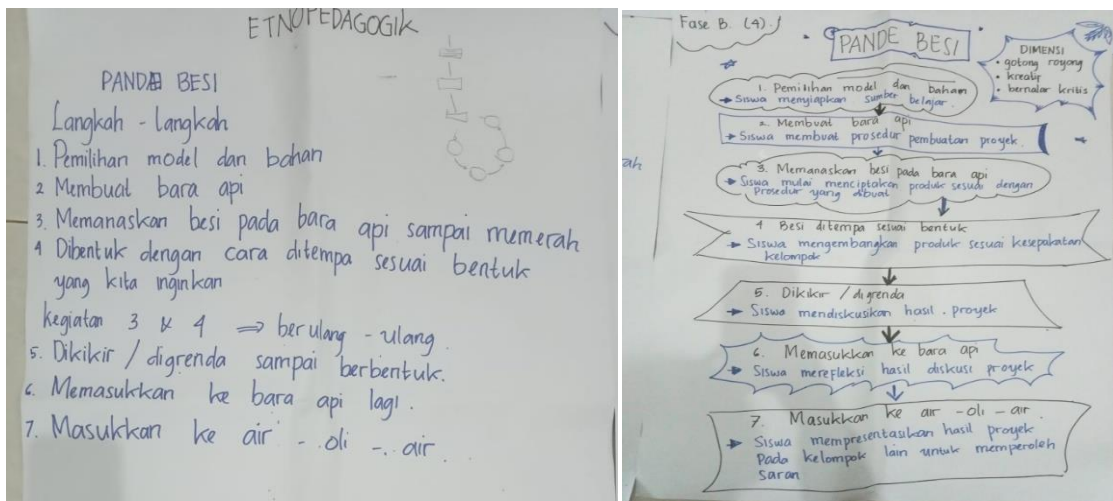 ETNOPEDAGOGIK
PANDE BESI
Langkah - langkah
1. Pemilihan model dan bahan
2 Membuat bara api
3. Memanaskan besi pada bara api sampai memerah
4 Dibentuk dengan cara ditempa sesuai bentuk
yang kita inginkan
kegiatan 3 & 4 ⇒ berulang - ulang
5. Dikikir / digrenda sampai berbentuk.
6. Memasukkan ke bara api lagi.
7. Masukkan ke air - oli - air
Fase B. (4).
PANDE BESI
DIMENSI
• gotong royong
• kreatif
• bernalar kritis
1. Pemilihan model dan bahan
→ Siswa menyiapkan sumber belajar.
2. Membuat bara api
→ Siswa membuat prosedur pembuatan proyek.
3. Memanaskan besi pada bara api
→ Siswa mulai menciptakan produk sesuai dengan
Prosedur yang dibuat
4 Besi ditempa sesuai bentuk
→ Siswa mengembangkan produk sesuai kesepakatan
kelompok
5. Dikikir / digrenda
→ Siswa mendiskusikan hasil proyek
6. Memasukkan ke bara api
→ Siswa merefleksi hasil diskusi proyek
7. Masukkan ke air - oli - air
→ Siswa mempresentasikan hasil proyek
Pada kelompok lain untuk memperoleh
saran